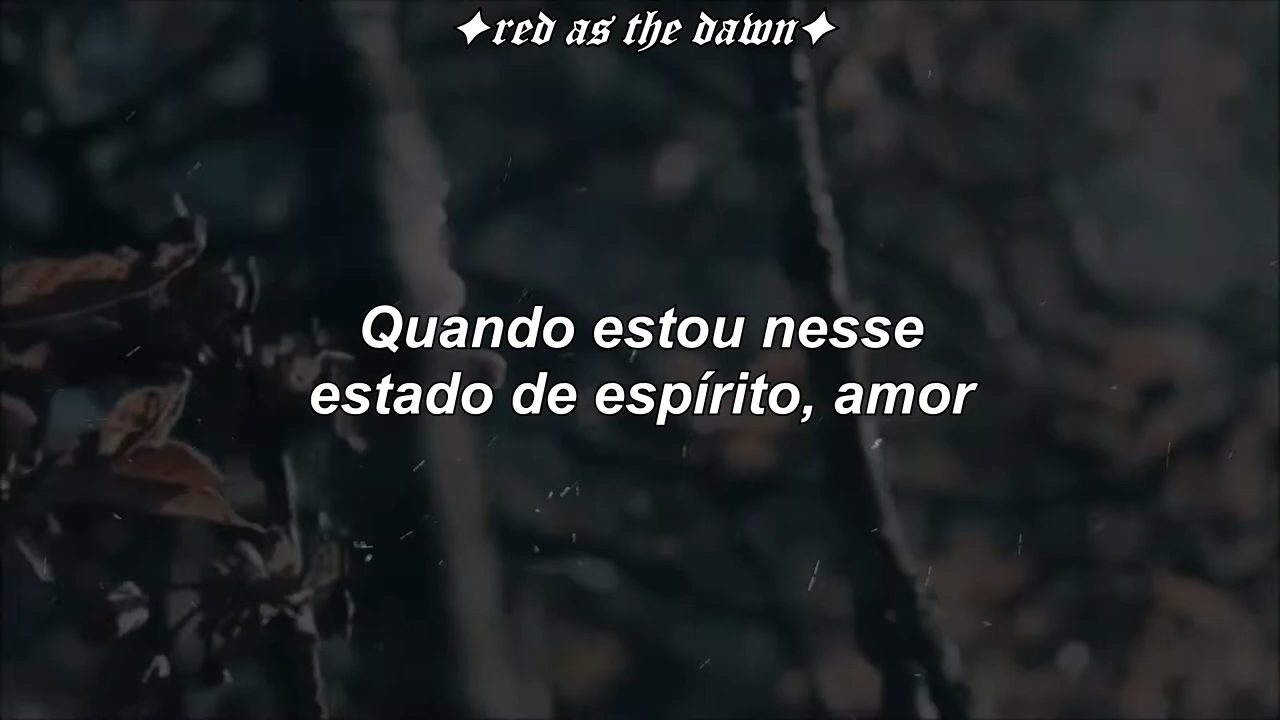 ✦red as the dawn✦
Quando estou nesse
estado de espírito, amor